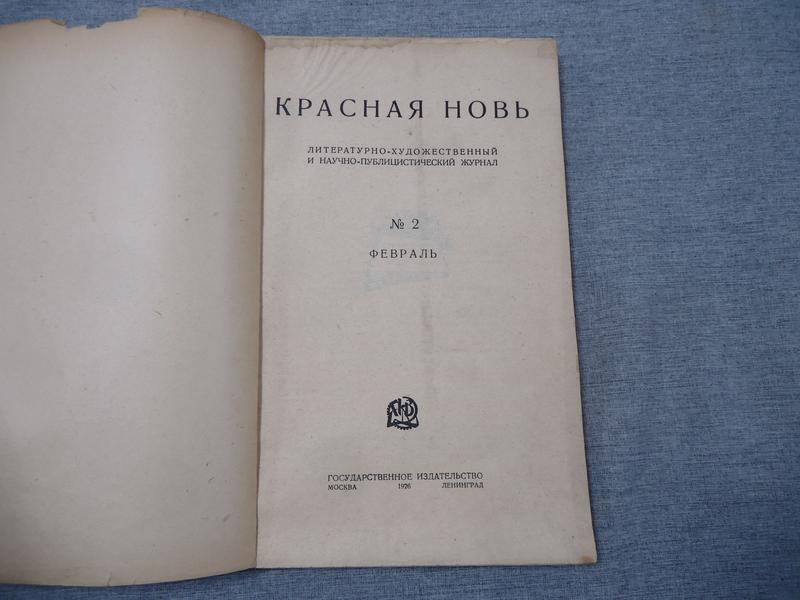 КРАСНАЯ НОВЬ
ЛИТЕРАТУРНО-ХУДОЖЕСТВЕННЫЙ
И НАУЧНО-ПУБЛИЦИСТИЧЕСКИЙ ЖУРНАЛ
№ 2
ФЕВРАЛЬ
ГОСУДАРСТВЕННОЕ ИЗДАТЕЛЬСТВО
МОСКВА 1926 ЛЕНИНГРАД